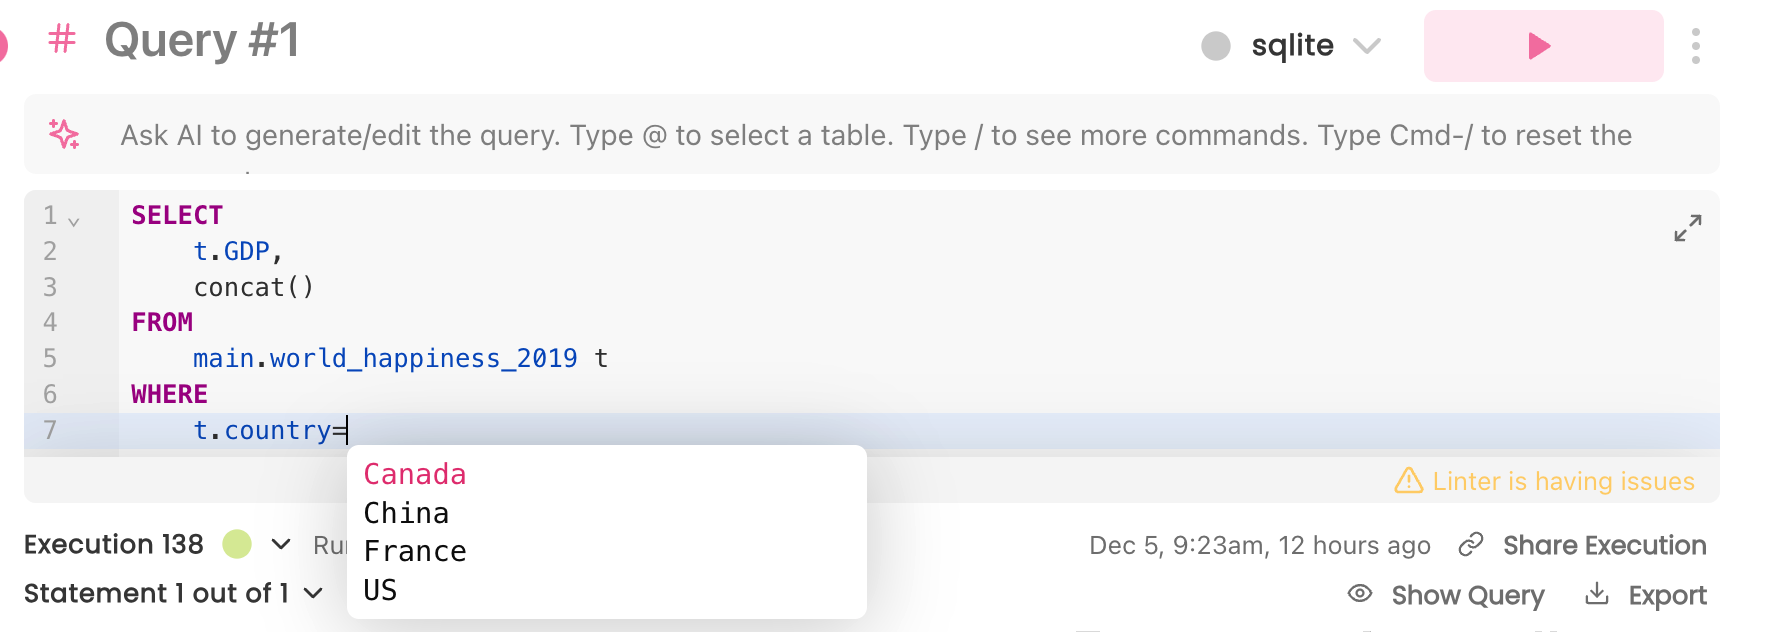 # Query #1
sqlite
Ask AI to generate/edit the query. Type @ to select a table. Type / to see more commands. Type Cmd-/ to reset the
1 SELECT
2 t.GDP,
3 concat()
4 FROM
5 main.world_happiness_2019 t
6 WHERE
7 t.country=
Canada
China
France
US
Linter is having issues
Execution 138
Dec 5, 9:23am, 12 hours ago
Share Execution
Statement 1 out of 1
Show Query
Export